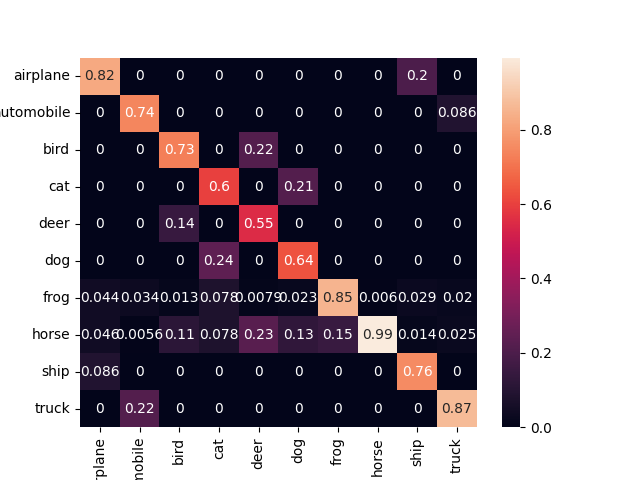 airplane 0.82 0 0 0 0 0 0 0 0.2 0
utomobile 0 0.74 0 0 0 0 0 0 0 0.086
bird 0 0 0.73 0 0.22 0 0 0 0 0
cat 0 0 0 0.6 0 0.21 0 0 0 0
deer 0 0 0.14 0 0.55 0 0 0 0 0
dog 0 0 0 0.24 0 0.64 0 0 0 0
frog 0.044 0.034 0.013 0.078 0.0079 0.023 0.85 0.006 0.029 0.02
horse 0.046 0.0056 0.11 0.078 0.23 0.13 0.15 0.99 0.014 0.025
ship 0.086 0 0 0 0 0 0 0 0.76 0
truck 0 0.22 0 0 0 0 0 0 0 0.87
rplane mobile bird cat deer dog frog horse ship truck
0.8
0.6
0.4
0.2
0.0